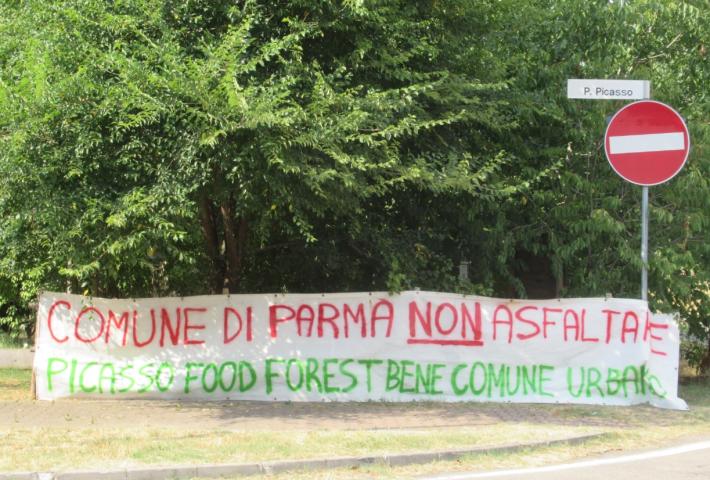 P. Picasso
COMUNE DI PARMA NON ASFALTARE
PICASSO FOOD FOREST BENE COMUNE URBANO